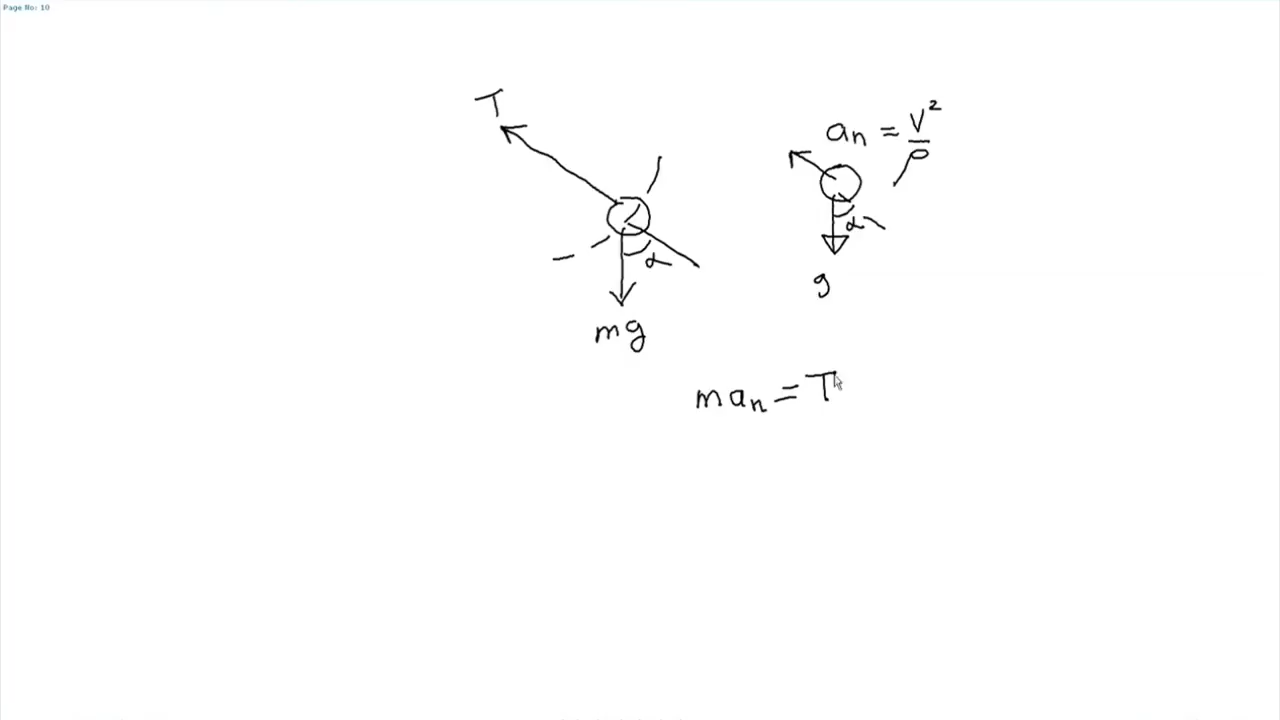 Page No: 10
T
α
mg
an = V²/ρ
α
g
man = T